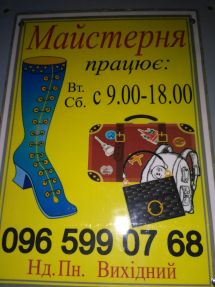 Майстерня
працює:
Вт.
Сб. с 9.00-18.00
096 599 07 68
Нд.Пн. Вихідний